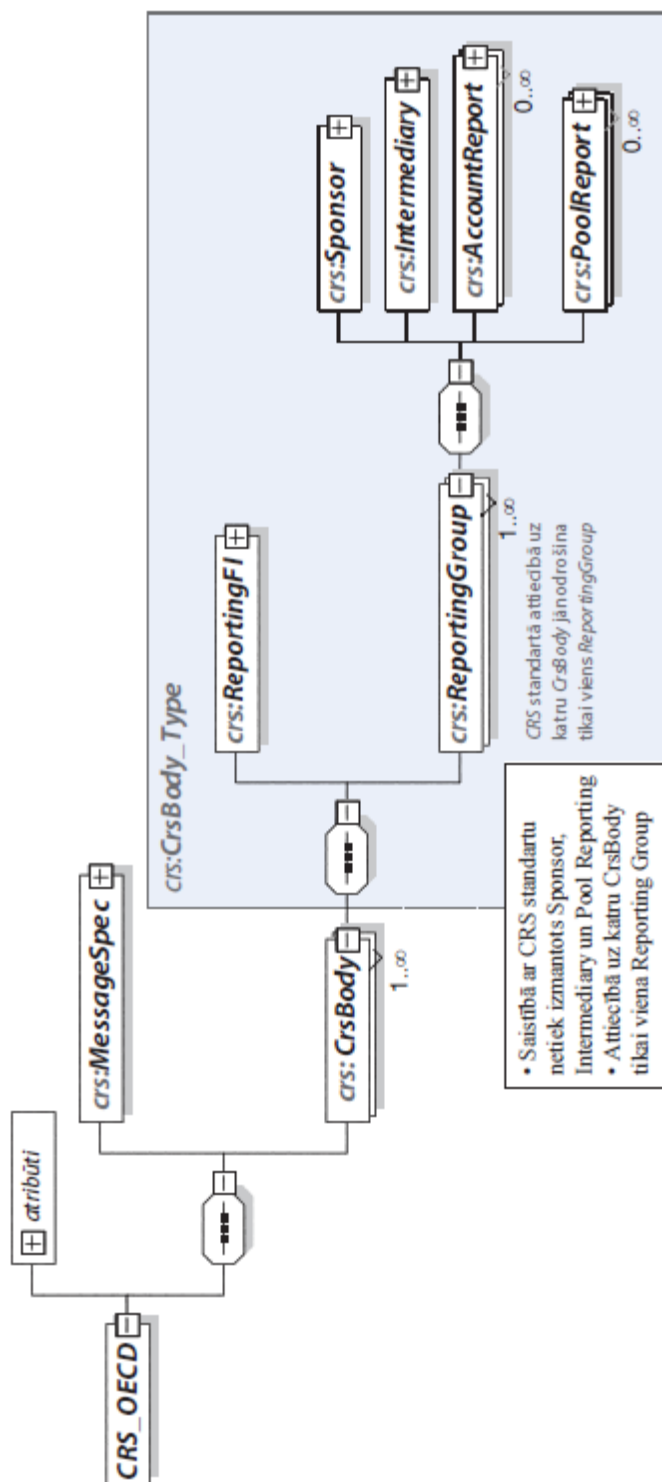 CRS_OECD
atribūti
crs:MessageSpec
crs: CrsBody
1..∞
crs:CrsBody_Type
crs:ReportingFI
crs:ReportingGroup
1..∞
CRS standartā attiecībā uz
katru CrsBody jānodrošina
tikai viens ReportingGroup
crs:Sponsor
crs:Intermediary
crs:AccountReport
0..∞
crs:PoolReport
0..∞
• Saistībā ar CRS standartu
netiek izmantots Sponsor,
Intermediary un Pool Reporting
• Attiecībā uz katru CrsBody
tikai viena Reporting Group